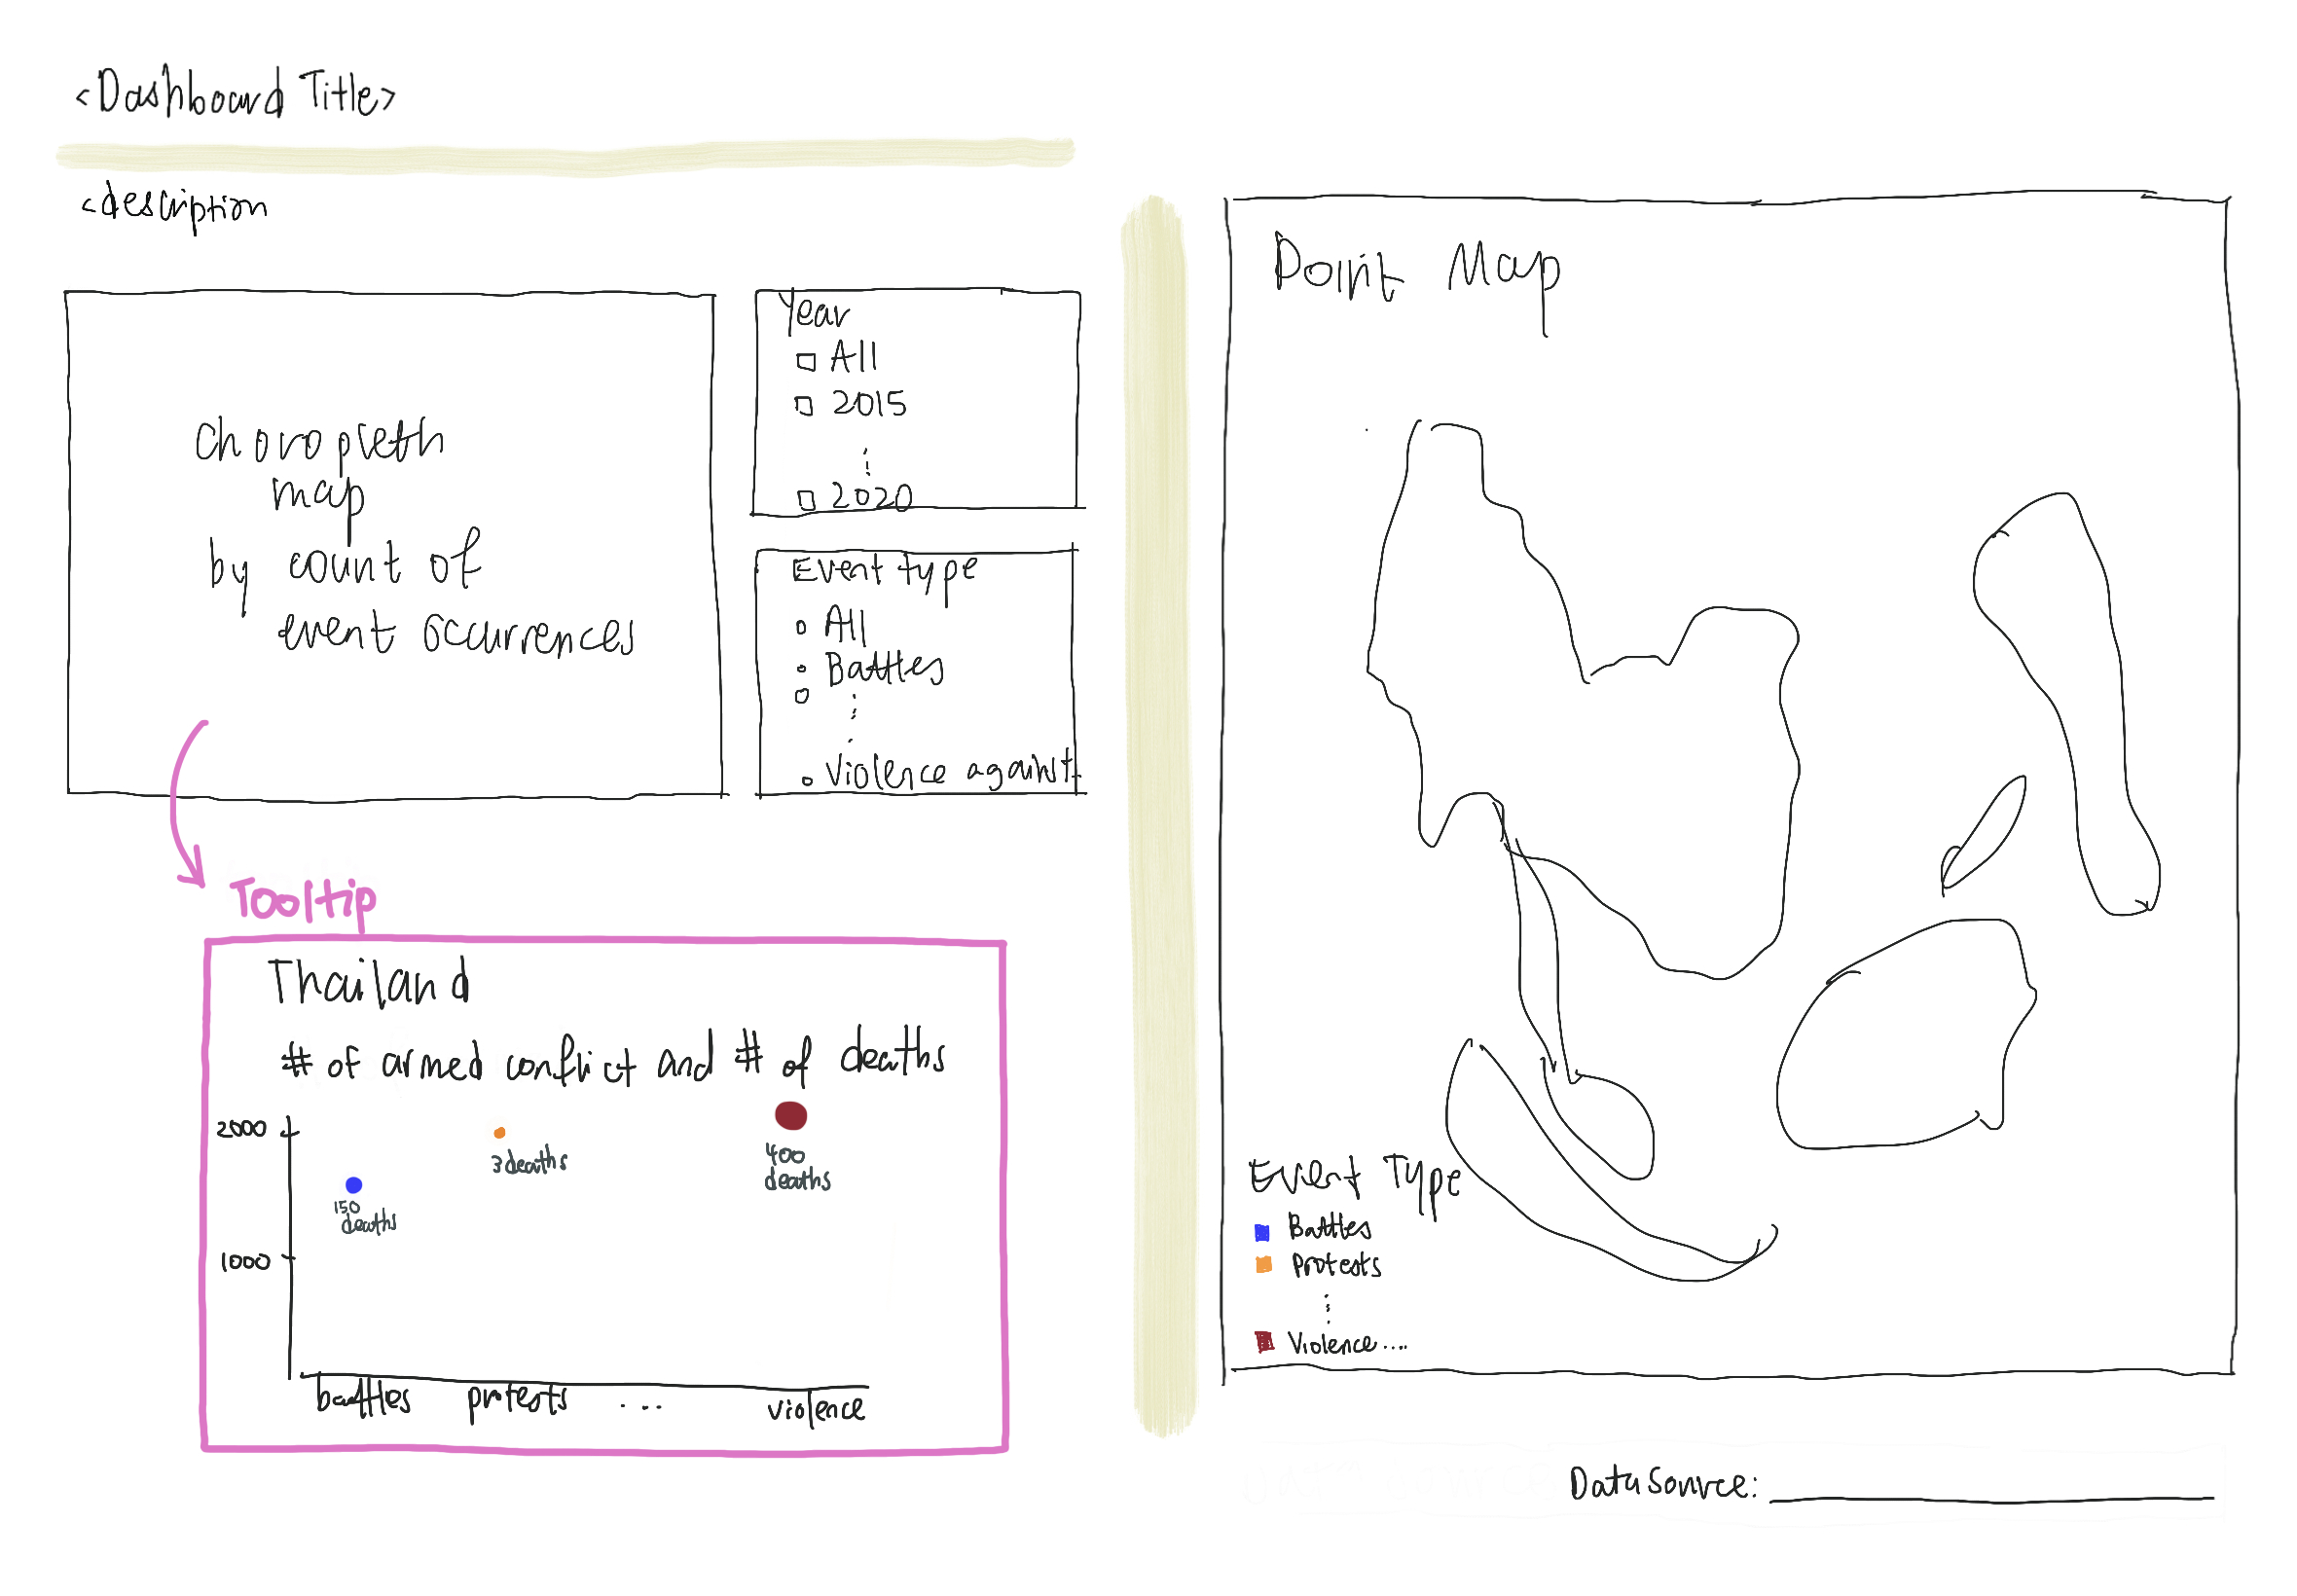 <Dashboard Title>
<description
Choropleth
map
by count of
event occurrences
Year
All
2015
2020
Event type
All
Battles
Violence against
Tooltip
Thailand
# of armed conflict and # of deaths
2000
1000
150
deaths
3 deaths
400
deaths
battles protests ... violence
Point Map
Event Type
Battles
Protests
Violence....
Data Source: